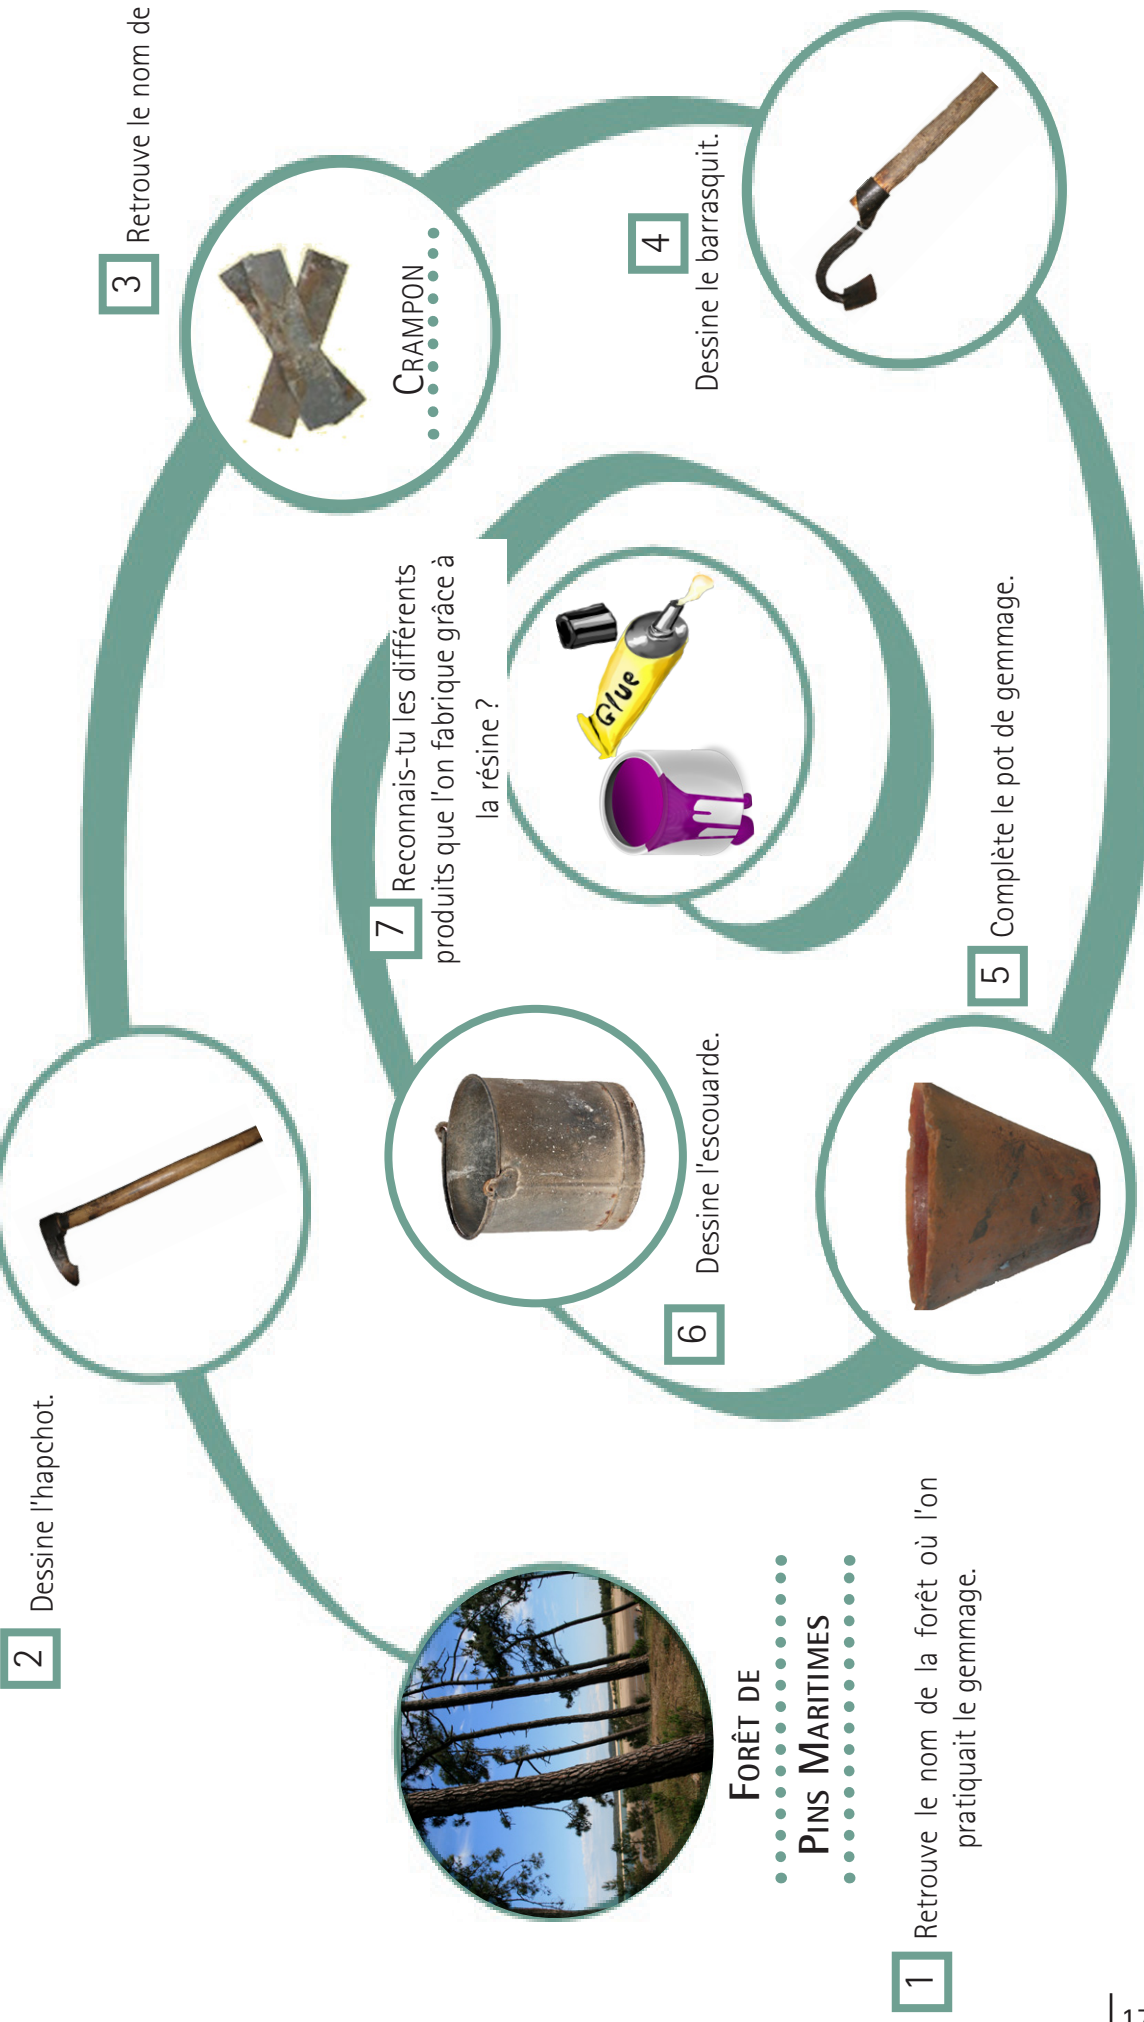 1
Retrouve le nom de la forêt où l'on
pratiquait le gemmage.
FORÊT DE
PINS MARITIMES
2
Dessine l'hapchot.
3
Retrouve le nom de
CRAMPON
4
Dessine le barrasquit.
5
Complète le pot de gemmage.
6
Dessine l'escouarde.
7
Reconnais-tu les différents
produits que l'on fabrique grâce à
la résine ?
Glue